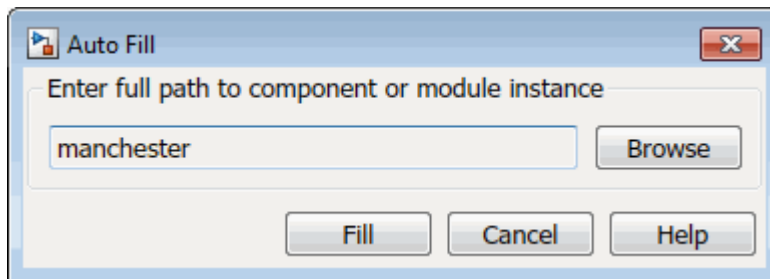 Auto Fill
Enter full path to component or module instance
manchester Browse
Fill Cancel Help